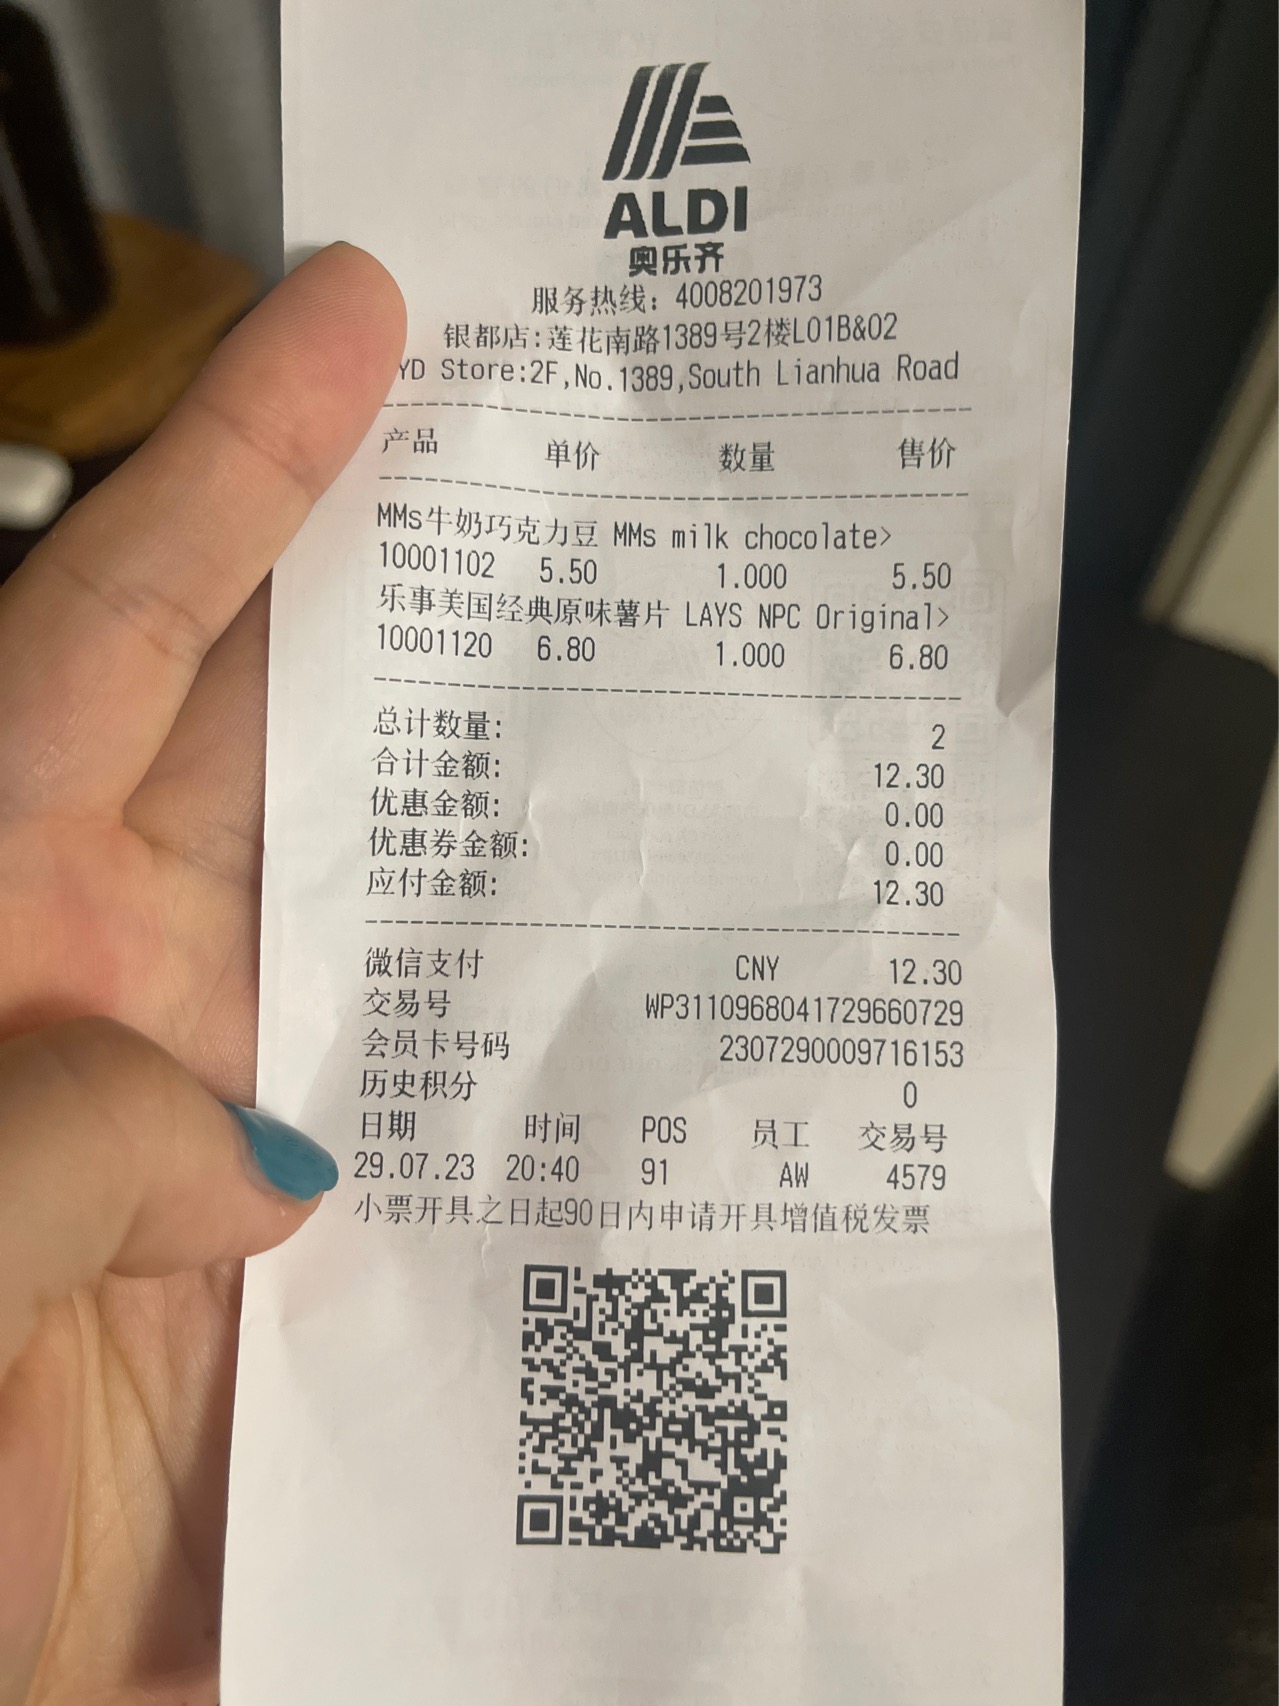 ALDI
奥乐齐
服务热线: 4008201973
银都店:莲花南路1389号2楼L01B&02
YD Store:2F,No.1389,South Lianhua Road
产品 单价 数量 售价
MMs牛奶巧克力豆 MMs milk chocolate>
10001102 5.50 1.000 5.50
乐事美国经典原味薯片 LAYS NPC Original>
10001120 6.80 1.000 6.80
总计数量: 2
合计金额: 12.30
优惠金额: 0.00
优惠券金额: 0.00
应付金额: 12.30
微信支付 CNY 12.30
交易号 WP3110968041729660729
会员卡号码 2307290009716153
历史积分 0
日期 时间 POS 员工 交易号
29.07.23 20:40 91 AW 4579
小票开具之日起90日内申请开具增值税发票